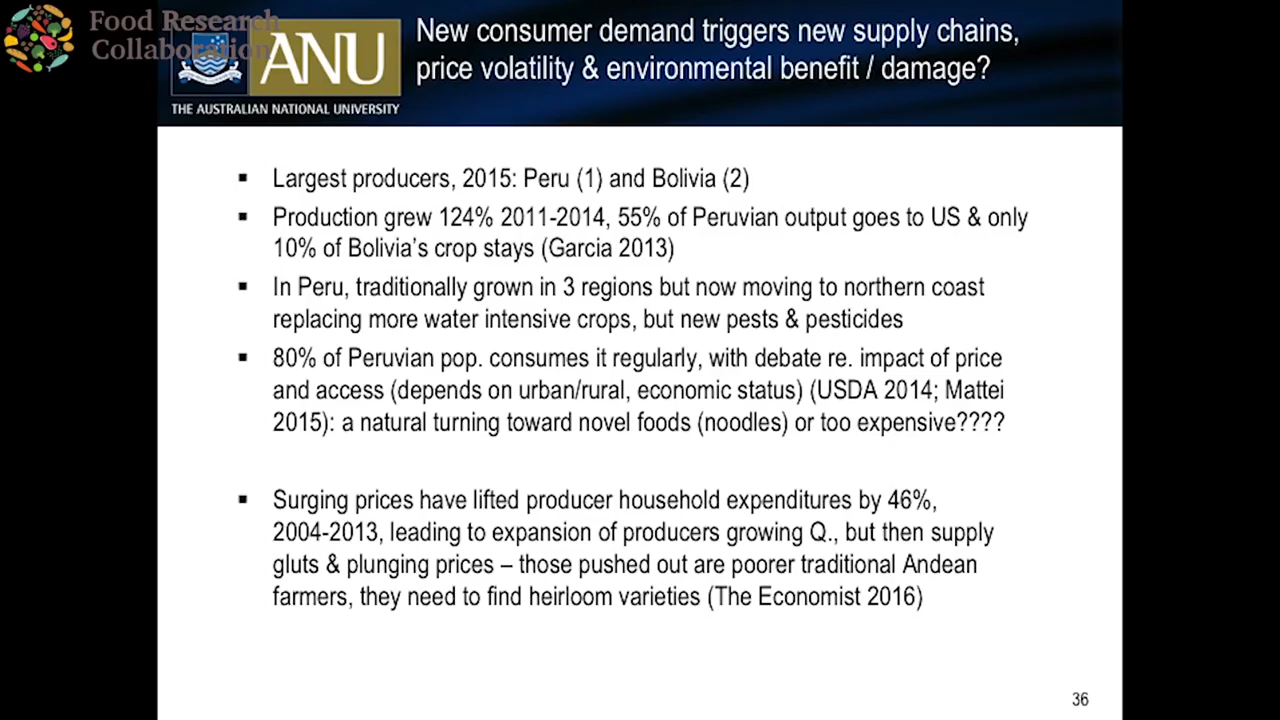 Food Research
Collaboration
ANU
THE AUSTRALIAN NATIONAL UNIVERSITY
New consumer demand triggers new supply chains,
price volatility & environmental benefit / damage?
▪ Largest producers, 2015: Peru (1) and Bolivia (2)
▪ Production grew 124% 2011-2014, 55% of Peruvian output goes to US & only
10% of Bolivia's crop stays (Garcia 2013)
▪ In Peru, traditionally grown in 3 regions but now moving to northern coast
replacing more water intensive crops, but new pests & pesticides
▪ 80% of Peruvian pop. consumes it regularly, with debate re. impact of price
and access (depends on urban/rural, economic status) (USDA 2014; Mattei
2015): a natural turning toward novel foods (noodles) or too expensive????
▪ Surging prices have lifted producer household expenditures by 46%,
2004-2013, leading to expansion of producers growing Q., but then supply
gluts & plunging prices – those pushed out are poorer traditional Andean
farmers, they need to find heirloom varieties (The Economist 2016)
36